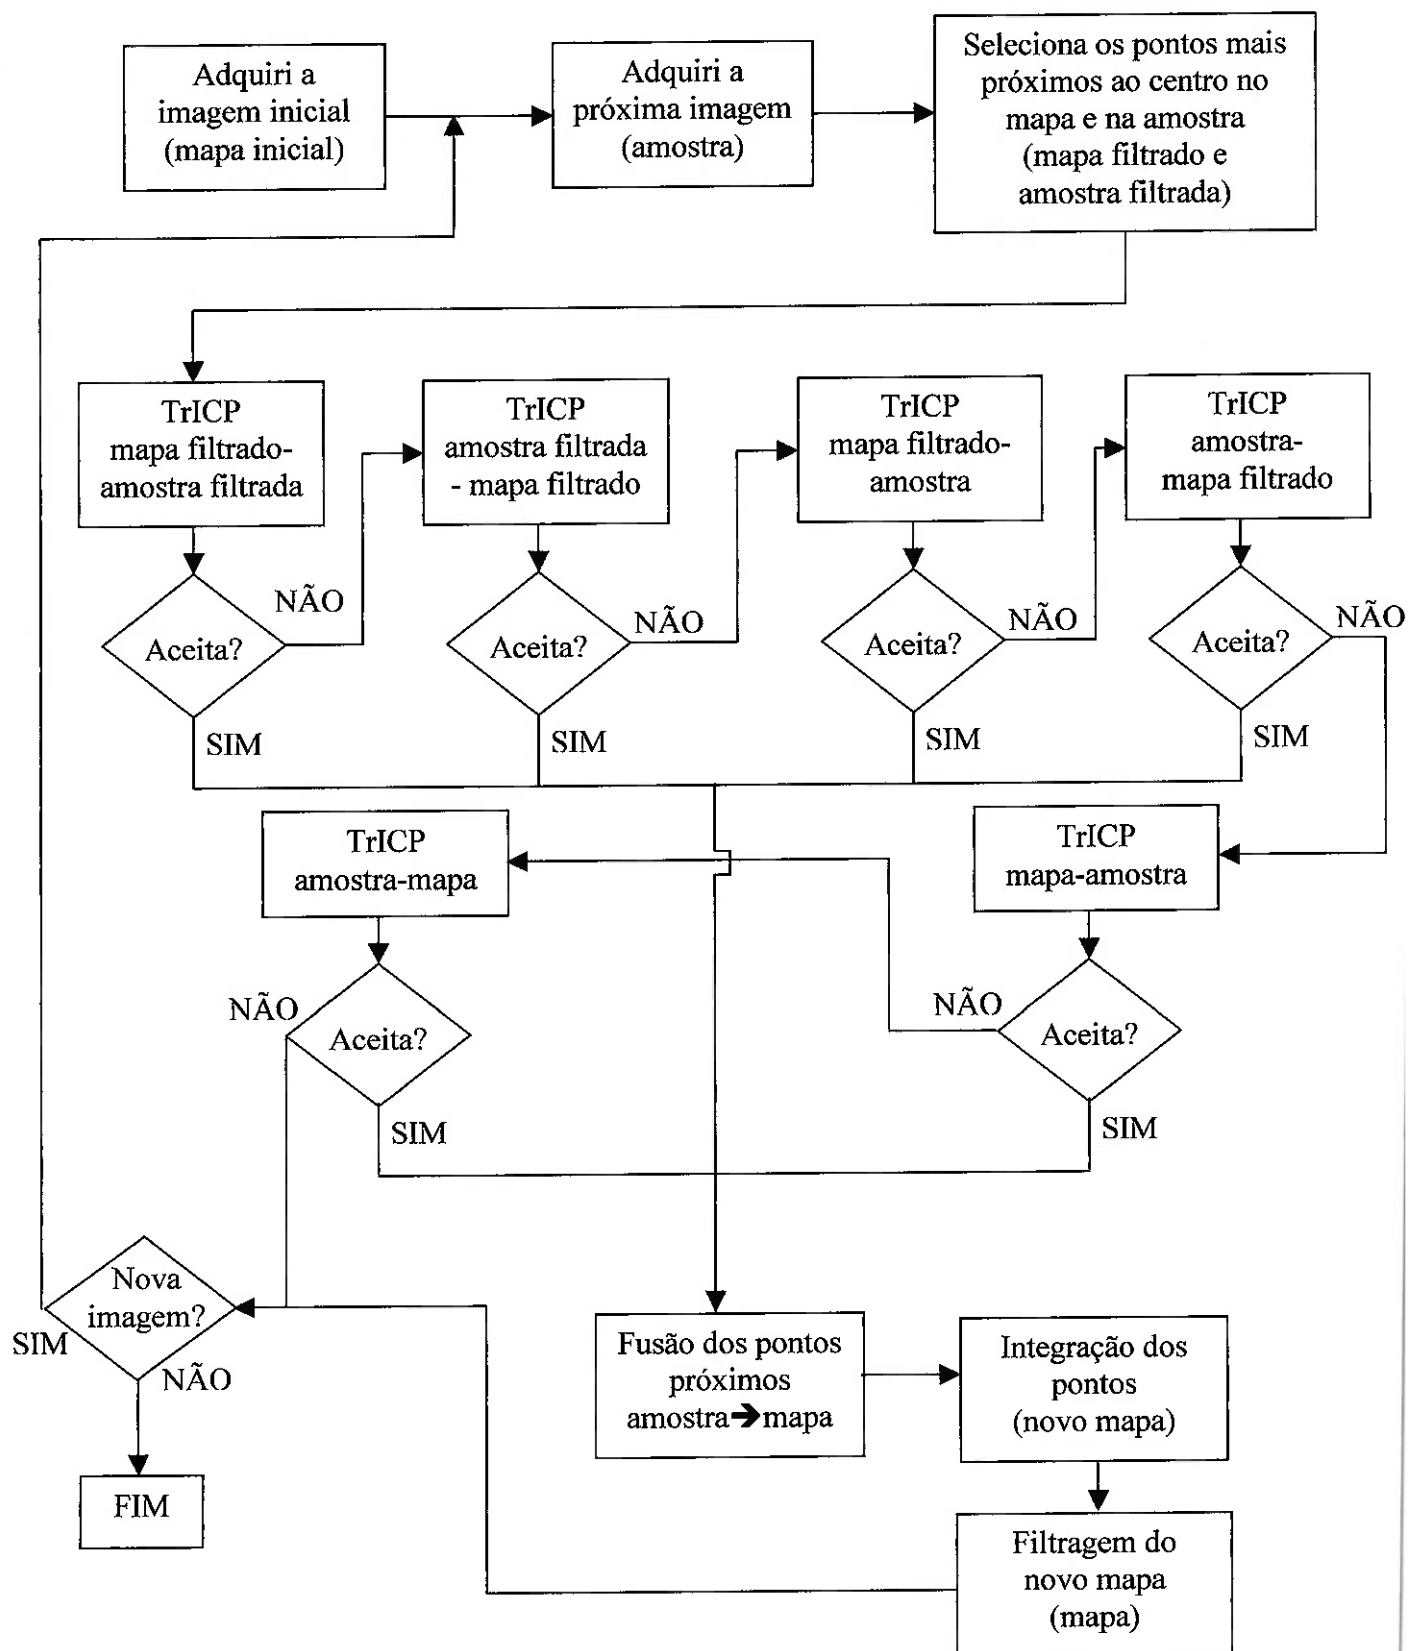 Adquiri a
imagem inicial
(mapa inicial)
Adquiri a
próxima imagem
(amostra)
Seleciona os pontos mais
próximos ao centro no
mapa e na amostra
(mapa filtrado e
amostra filtrada)
TrICP
mapa filtrado-
amostra filtrada
TrICP
amostra filtrada
- mapa filtrado
TrICP
mapa filtrado-
amostra
TrICP
amostra-
mapa filtrado
Aceita?
NÃO
SIM
Aceita?
NÃO
SIM
Aceita?
NÃO
SIM
Aceita?
NÃO
SIM
TrICP
mapa-amostra
Aceita?
NÃO
SIM
TrICP
amostra-mapa
Aceita?
NÃO
SIM
Fusão dos pontos
próximos
amostra➔mapa
Integração dos
pontos
(novo mapa)
Filtragem do
novo mapa
(mapa)
Nova
imagem?
SIM
NÃO
FIM